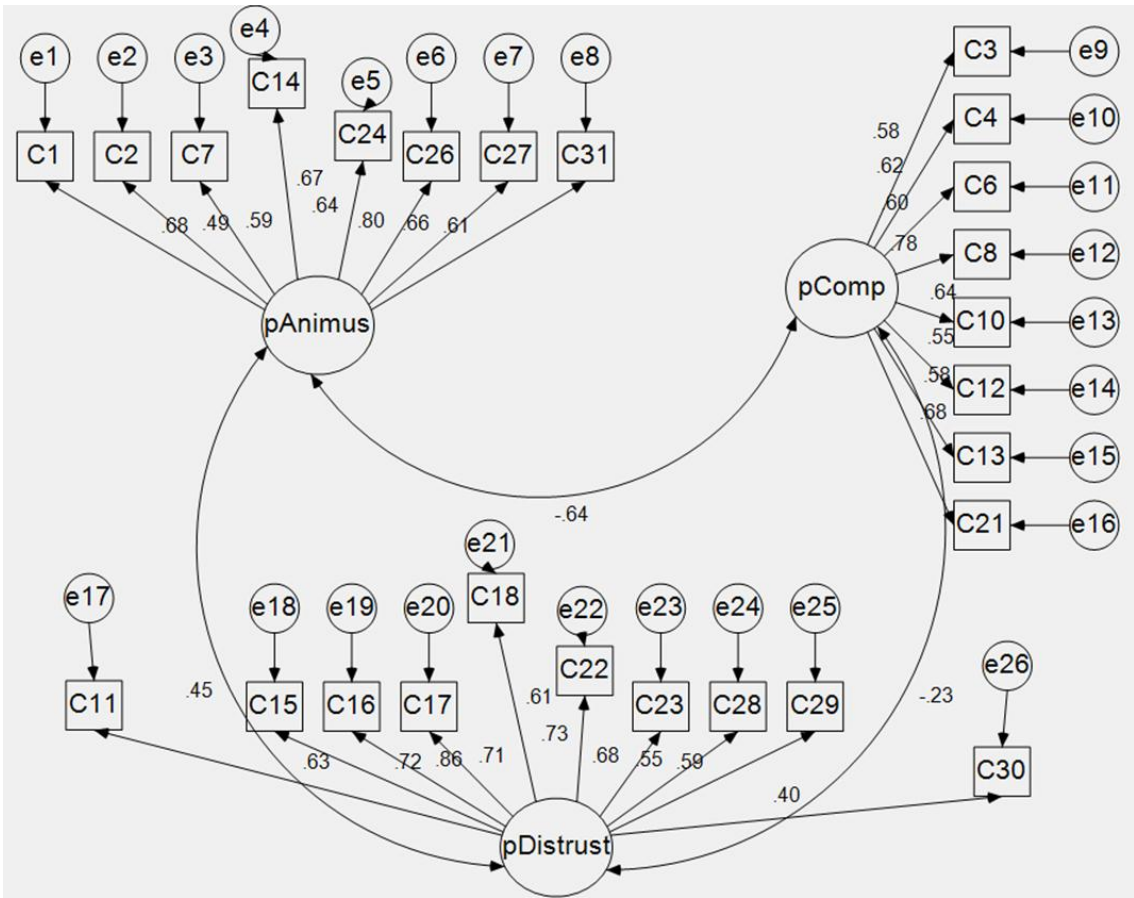 e1 e2 e3 e4 e5 e6 e7 e8
C1 C2 C7 C14 C24 C26 C27 C31
.68 .49 .59 .67 .64 .80 .66 .61
pAnimus
C3 e9
C4 e10
C6 e11
C8 e12
C10 e13
C12 e14
C13 e15
C21 e16
.58
.62
.60
.78
.64
.55
.58
.68
pComp
-.64
.45
-.23
e17 e18 e19 e20 e21 e22 e23 e24 e25 e26
C11 C15 C16 C17 C18 C22 C23 C28 C29 C30
.63 .72 .86 .71 .61 .73 .68 .55 .59 .40
pDistrust